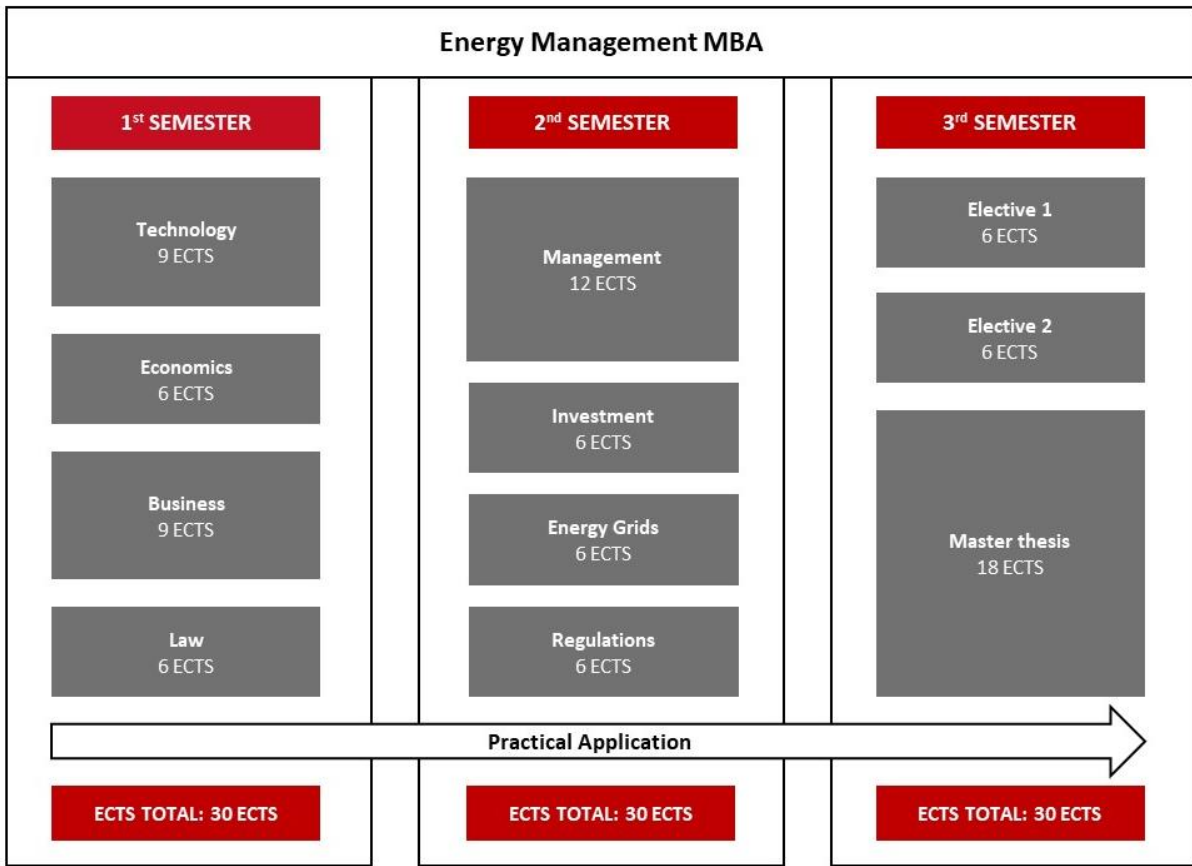 Energy Management MBA
1st SEMESTER
Technology
9 ECTS
Economics
6 ECTS
Business
9 ECTS
Law
6 ECTS
2nd SEMESTER
Management
12 ECTS
Investment
6 ECTS
Energy Grids
6 ECTS
Regulations
6 ECTS
3rd SEMESTER
Elective 1
6 ECTS
Elective 2
6 ECTS
Master thesis
18 ECTS
Practical Application
ECTS TOTAL: 30 ECTS
ECTS TOTAL: 30 ECTS
ECTS TOTAL: 30 ECTS